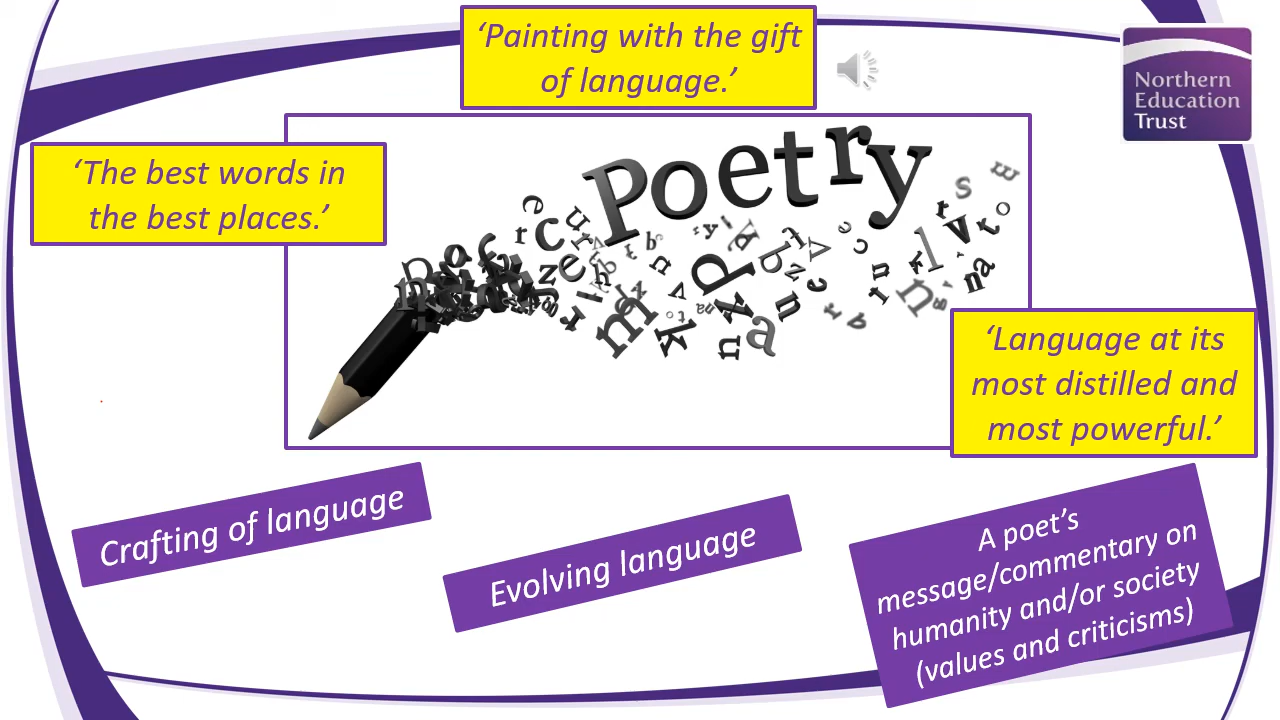 ‘Painting with the gift
of language.’
Northern
Education
Trust
‘The best words in
the best places.’
Poetry
‘Language at its
most distilled and
most powerful.’
Crafting of language
Evolving language
A poet’s
message/commentary on
humanity and/or society
(values and criticisms)